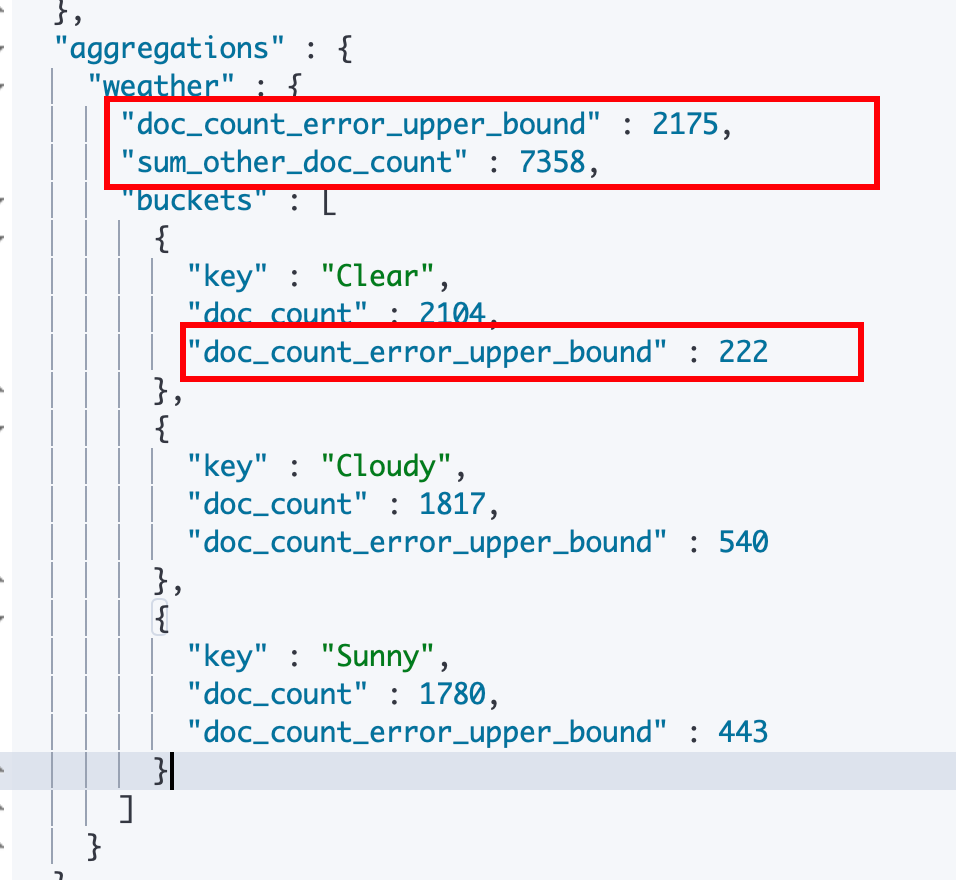 },
"aggregations" : {
"weather" : {
"doc_count_error_upper_bound" : 2175,
"sum_other_doc_count" : 7358,
"buckets" : [
{
"key" : "Clear",
"doc_count" : 2104,
"doc_count_error_upper_bound" : 222
},
{
"key" : "Cloudy",
"doc_count" : 1817,
"doc_count_error_upper_bound" : 540
},
{
"key" : "Sunny",
"doc_count" : 1780,
"doc_count_error_upper_bound" : 443
}
]
}
}